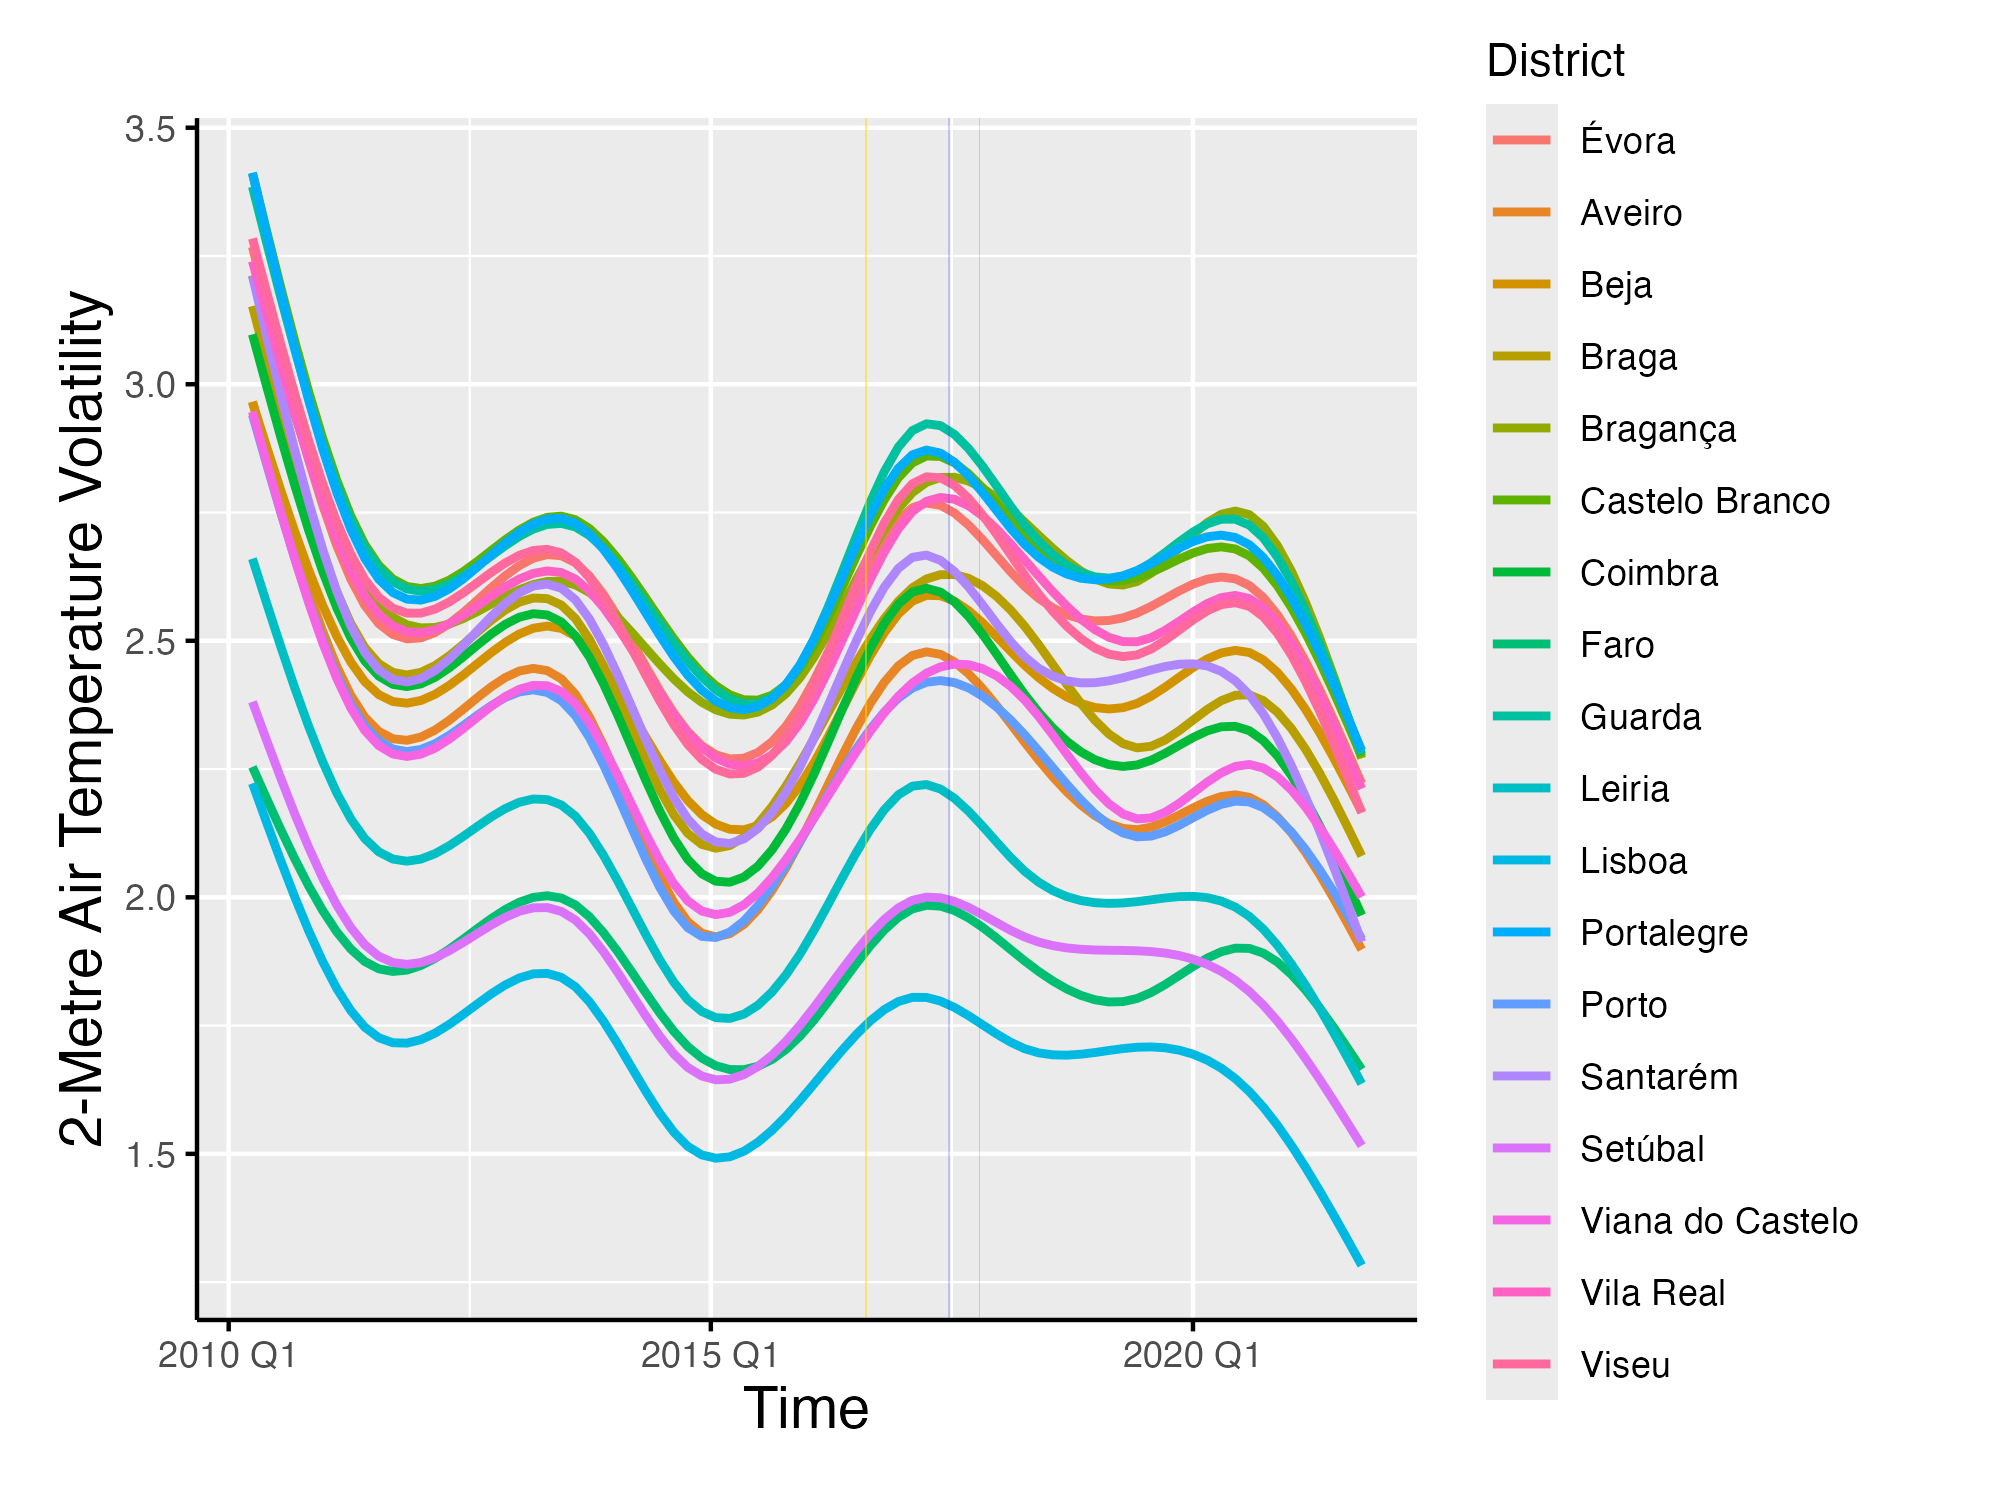 District
Évora
Aveiro
Beja
Braga
Bragança
Castelo Branco
Coimbra
Faro
Guarda
Leiria
Lisboa
Portalegre
Porto
Santarém
Setúbal
Viana do Castelo
Vila Real
Viseu
2-Metre Air Temperature Volatility
3.5
3.0
2.5
2.0
1.5
2010 Q1
2015 Q1
2020 Q1
Time